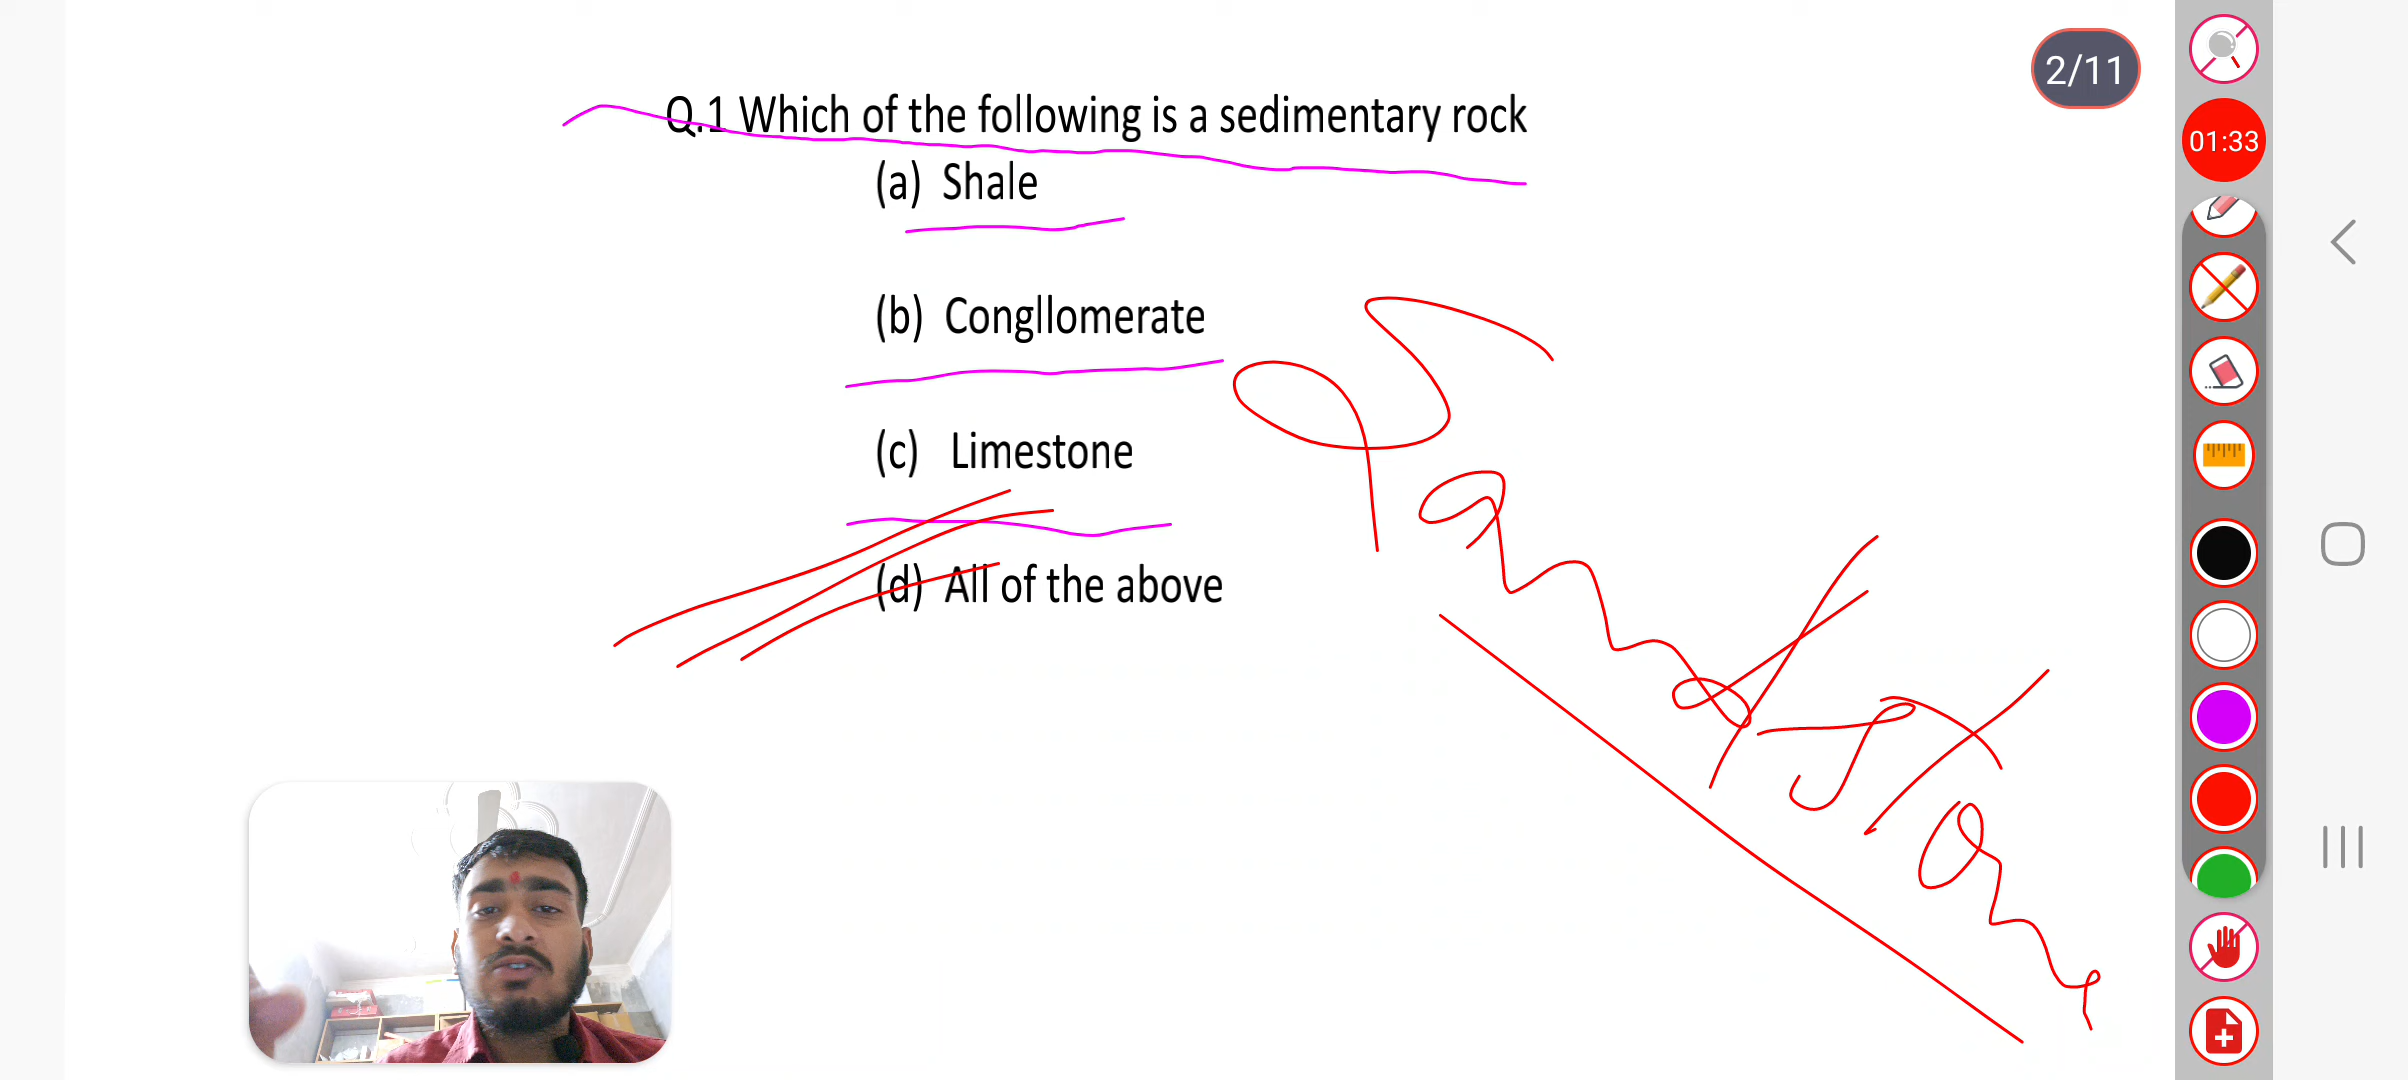 2/11
Q.1 Which of the following is a sedimentary rock
01:33
(a) Shale
(b) Congllomerate
(c) Limestone
(d) All of the above
SandStone